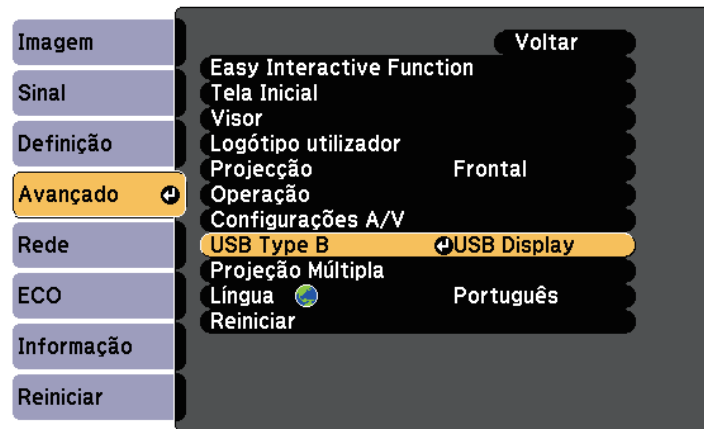 Imagem
Sinal
Definição
Avançado
Rede
ECO
Informação
Reiniciar
Voltar
Easy Interactive Function
Tela Inicial
Visor
Logótipo utilizador
Projecção Frontal
Operação
Configurações A/V
USB Type B USB Display
Projeção Múltipla
Língua Português
Reiniciar